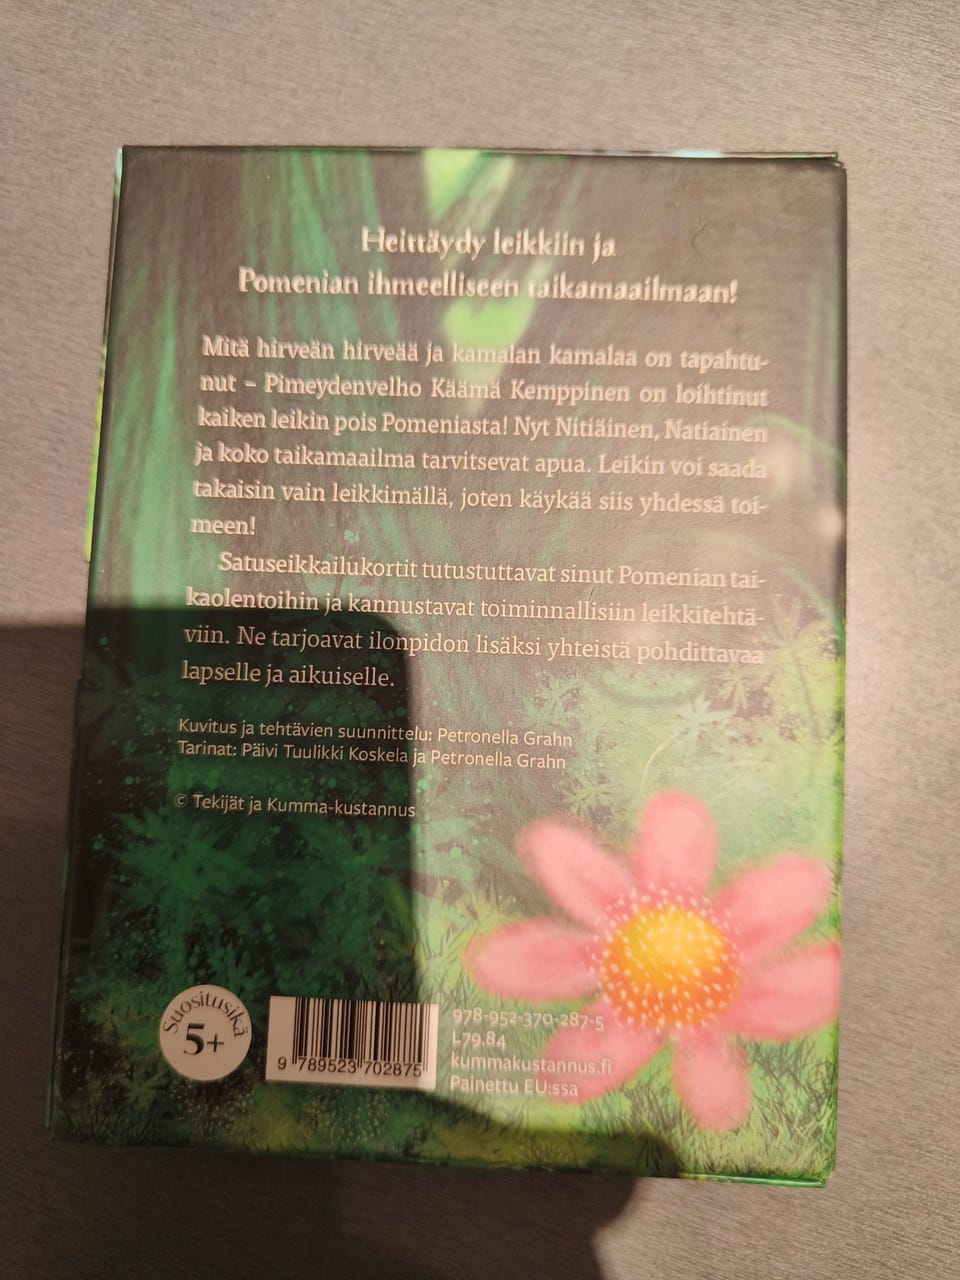 Heittäydy leikkiin ja
Pomenian ihmeelliseen taikamaailmaan!
Mitä hirveän hirveää ja kamalan kamalaa on tapahtu-
nut – Pimeydenvelho Käämä Kemppinen on loihtinut
kaiken leikin pois Pomeniasta! Nyt Nitiäinen, Natiainen
ja koko taikamaailma tarvitsevat apua. Leikin voi saada
takaisin vain leikkimällä, joten käykää siis yhdessä toi-
meen!
Satuseikkailukortit tutustuttavat sinut Pomenian tai-
kaolentoihin ja kannustavat toiminnallisiin leikkitehtä-
viin. Ne tarjoavat ilonpidon lisäksi yhteistä pohdittavaa
lapselle ja aikuiselle.
Kuvitus ja tehtävien suunnittelu: Petronella Grahn
Tarinat: Päivi Tuulikki Koskela ja Petronella Grahn
© Tekijät ja Kumma-kustannus
Suositusikä
5+
9 789523 702875
978-952-370-287-5
L79.84
kummakustannus.fi
Painettu EU:ssa